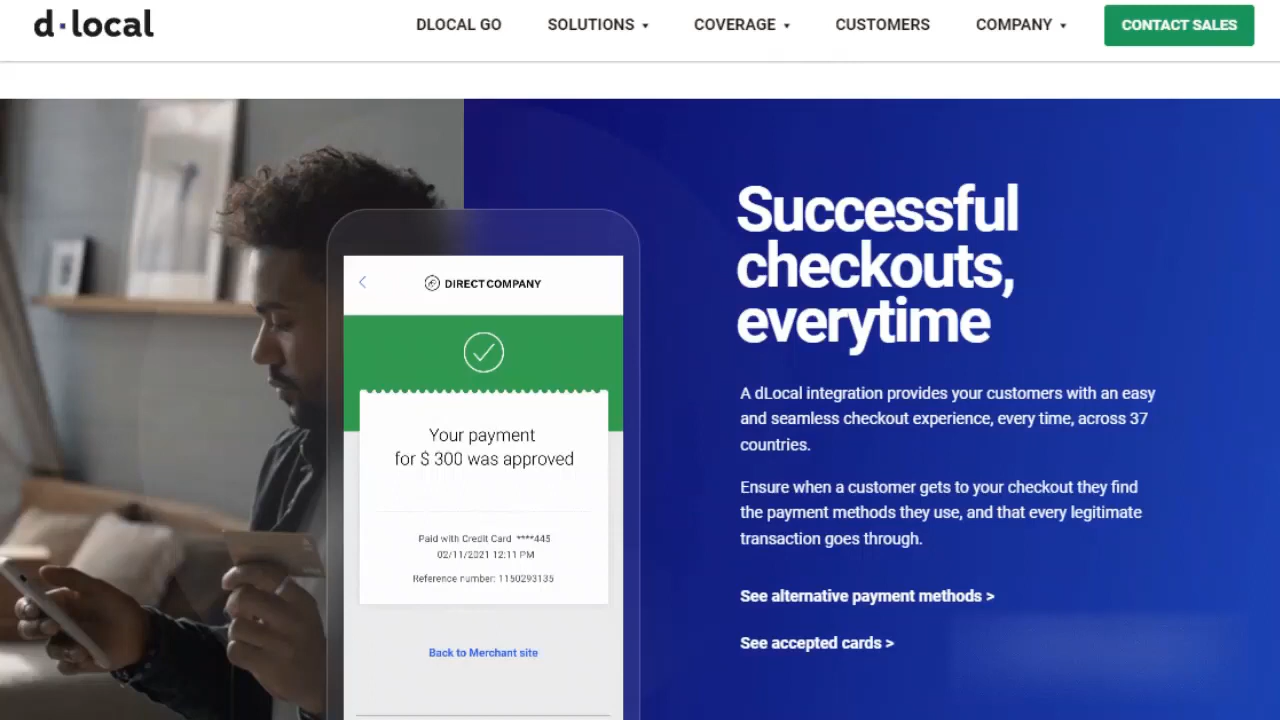 d·local
DLOCAL GO
SOLUTIONS
COVERAGE
CUSTOMERS
COMPANY
CONTACT SALES
DIRECT COMPANY
Your payment
for $ 300 was approved
Paid with Credit Card ****445
02/11/2021 12:11 PM
Reference number: 1150293135
Back to Merchant site
Successful
checkouts,
everytime
A dLocal integration provides your customers with an easy
and seamless checkout experience, every time, across 37
countries.
Ensure when a customer gets to your checkout they find
the payment methods they use, and that every legitimate
transaction goes through.
See alternative payment methods >
See accepted cards >